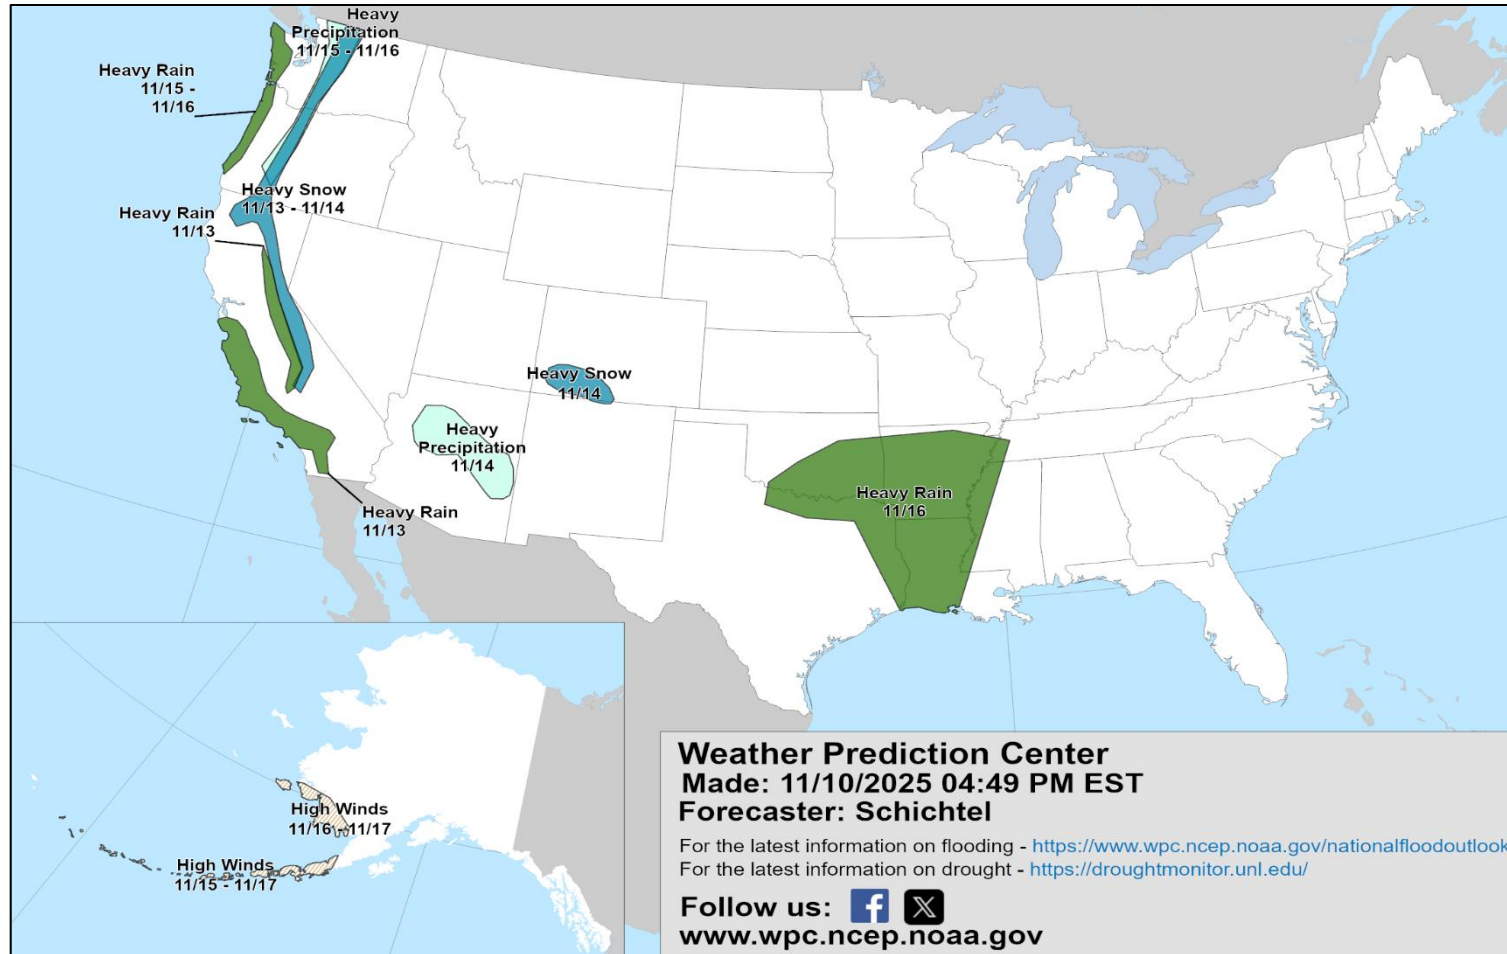 Heavy
Precipitation
11/15 - 11/16
Heavy Rain
11/15 -
11/16
Heavy Snow
11/13 - 11/14
Heavy Rain
11/13
Heavy Snow
11/14
Heavy
Precipitation
11/14
Heavy Rain
11/13
Heavy Rain
11/16
High Winds
11/16 - 11/17
High Winds
11/15 - 11/17
Weather Prediction Center
Made: 11/10/2025 04:49 PM EST
Forecaster: Schichtel
For the latest information on flooding - https://www.wpc.ncep.noaa.gov/nationalfloodoutlook
For the latest information on drought - https://droughtmonitor.unl.edu/
Follow us:
www.wpc.ncep.noaa.gov